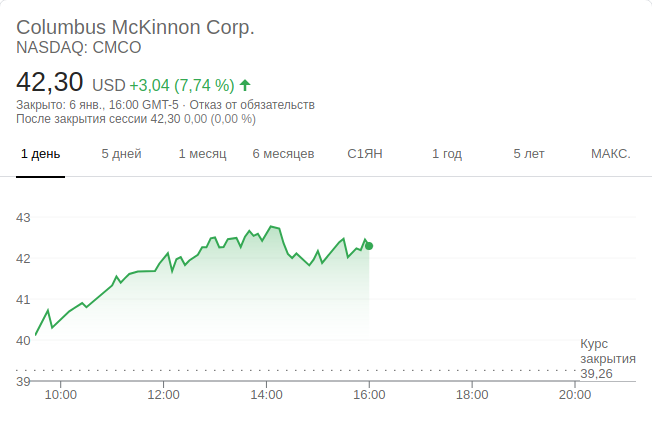 Columbus McKinnon Corp.
NASDAQ: CMCO
42,30 USD +3,04 (7,74 %)
Закрыто: 6 янв., 16:00 GMT-5 · Отказ от обязательств
После закрытия сессии 42,30 0,00 (0,00 %)
1 день 5 дней 1 месяц 6 месяцев С1ЯН 1 год 5 лет МАКС.
43
42
41
40
39
Курс
закрытия
39,26
10:00 12:00 14:00 16:00 18:00 20:00